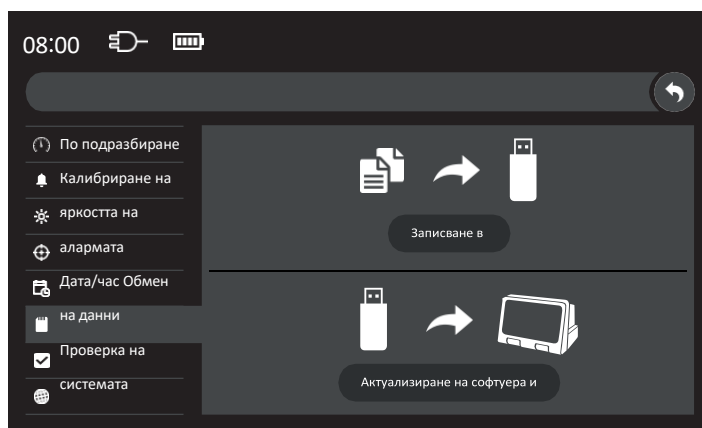 08:00
По подразбиране
Калибриране на
яркостта на
алармата
Дата/час Обмен
на данни
Проверка на
системата
Записване в
Актуализиране на софтуера и